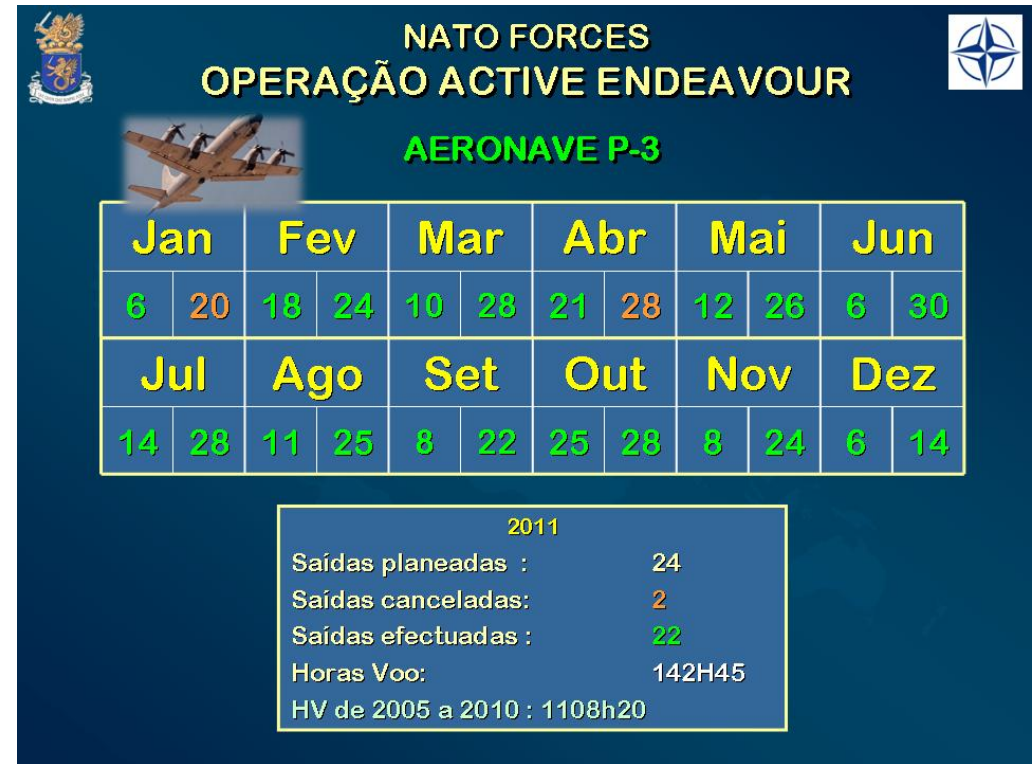 NATO FORCES
OPERAÇÃO ACTIVE ENDEAVOUR
AERONAVE P-3
Jan Fev Mar Abr Mai Jun
6 20 18 24 10 28 21 28 12 26 6 30
Jul Ago Set Out Nov Dez
14 28 11 25 8 22 25 28 8 24 6 14
2011
Saídas planeadas : 24
Saídas canceladas: 2
Saídas efectuadas : 22
Horas Voo: 142H45
HV de 2005 a 2010 : 1108h20